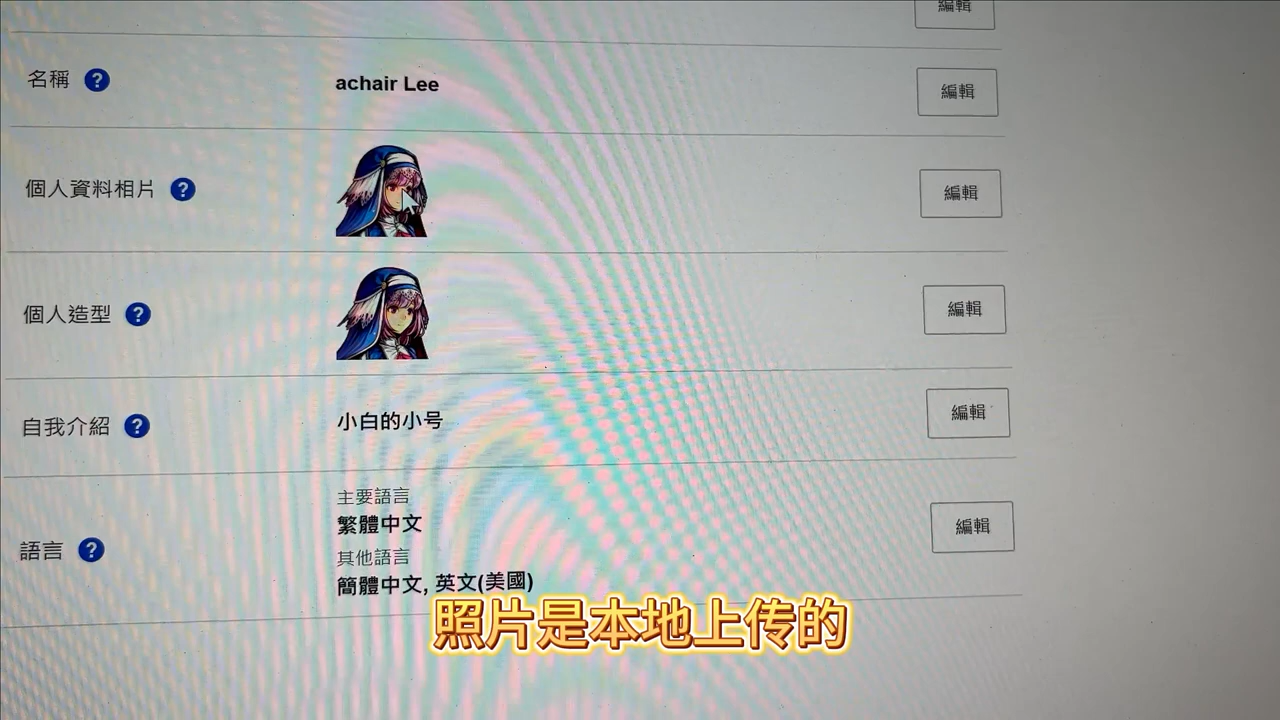 編輯
名稱 ?
achair Lee
編輯
個人資料相片 ?
編輯
個人造型 ?
編輯
自我介紹 ?
小白的小号
編輯
語言 ?
主要語言
繁體中文
其他語言
簡體中文, 英文(美國)
編輯
照片是本地上传的